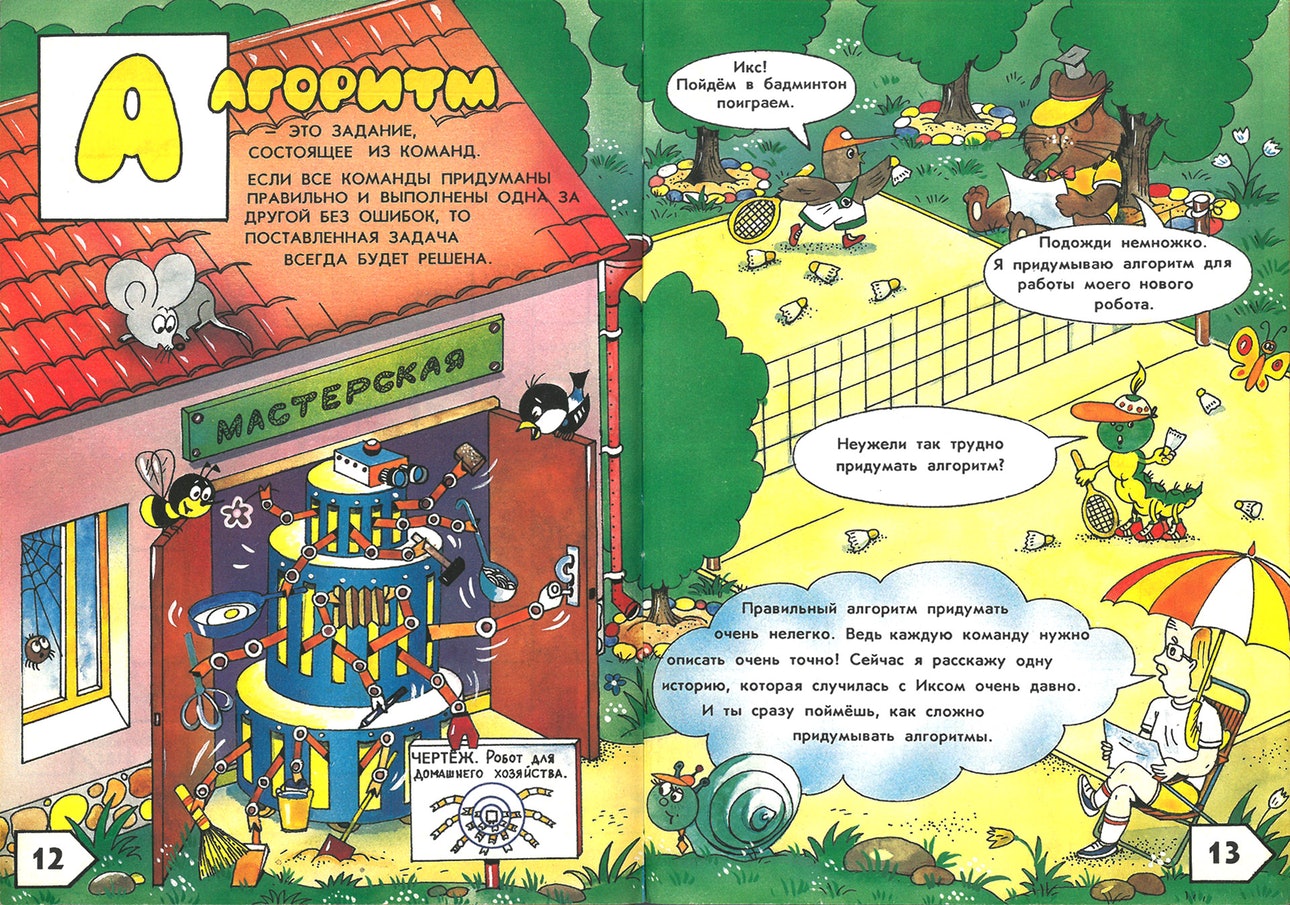 А
АЛГОРИТМ
– ЭТО ЗАДАНИЕ,
СОСТОЯЩЕЕ ИЗ КОМАНД.
ЕСЛИ ВСЕ КОМАНДЫ ПРИДУМАНЫ
ПРАВИЛЬНО И ВЫПОЛНЕНЫ ОДНА ЗА
ДРУГОЙ БЕЗ ОШИБОК, ТО
ПОСТАВЛЕННАЯ ЗАДАЧА
ВСЕГДА БУДЕТ РЕШЕНА.
МАСТЕРСКАЯ
ЧЕРТЁЖ. РОБОТ ДЛЯ
ДОМАШНЕГО ХОЗЯЙСТВА.
12
Икс!
Пойдём в бадминтон
поиграем.
Подожди немножко.
Я придумываю алгоритм для
работы моего нового
робота.
Неужели так трудно
придумать алгоритм?
Правильный алгоритм придумать
очень нелегко. Ведь каждую команду нужно
описать очень точно! Сейчас я расскажу одну
историю, которая случилась с Иксом очень давно.
И ты сразу поймёшь, как сложно
придумывать алгоритмы.
13